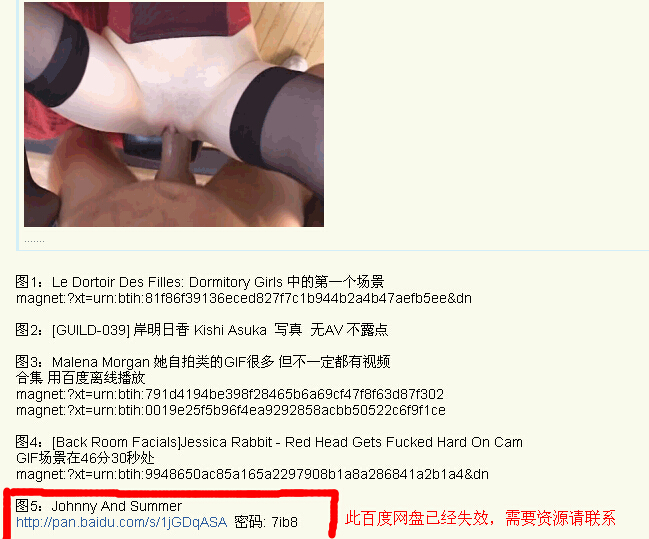 .......
图1：Le Dortoir Des Filles: Dormitory Girls 中的第一个场景
magnet:?xt=urn:btih:81f86f39136eced827f7c1b944b2a4b47aefb5ee&dn
图2：[GUILD-039] 岸明日香 Kishi Asuka 写真 无AV 不露点
图3：Malena Morgan 她自拍类的GIF很多 但不一定都有视频
合集 用百度离线播放
magnet:?xt=urn:btih:791d4194be398f28465b6a69cf47f8f63d87f302
magnet:?xt=urn:btih:0019e25f5b96f4ea9292858acbb50522c6f9f1ce
图4：[Back Room Facials]Jessica Rabbit - Red Head Gets Fucked Hard On Cam
GIF场景在46分30秒处
magnet:?xt=urn:btih:9948650ac85a165a2297908b1a8a286841a2b1a4&dn
图5：Johnny And Summer
http://pan.baidu.com/s/1jGDqASA 密码: 7ib8
此百度网盘已经失效，需要资源请联系